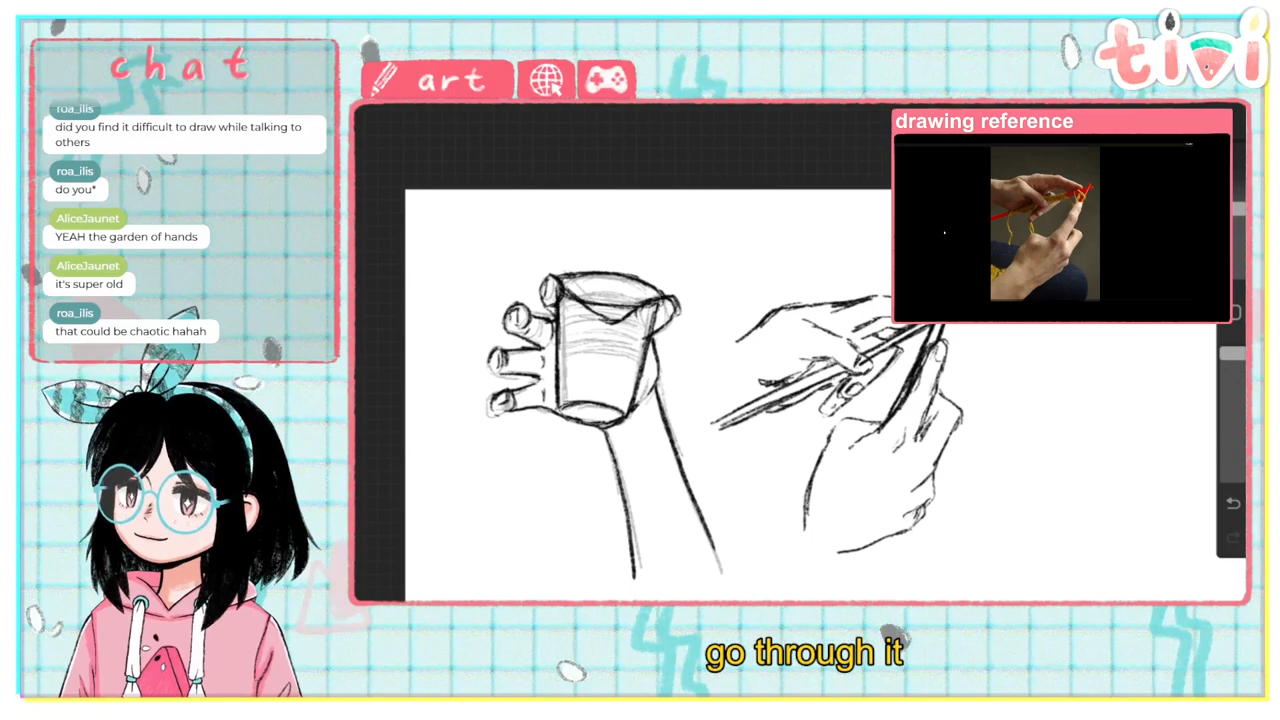 chat
art
tivi
drawing reference
roa_ilis
did you find it difficult to draw while talking to
others
roa_ilis
do you*
AliceJaunet
YEAH the garden of hands
AliceJaunet
it's super old
roa_ilis
that could be chaotic hahah
go through it